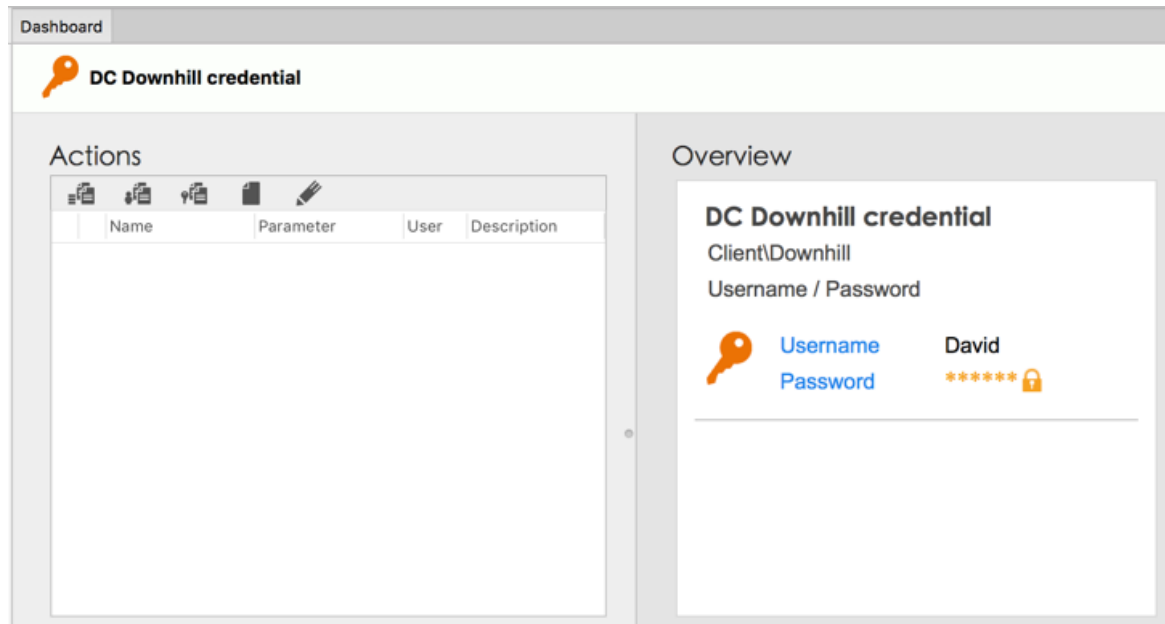 Dashboard
DC Downhill credential
Actions
Name Parameter User Description
Overview
DC Downhill credential
Client\Downhill
Username / Password
Username David
Password ******